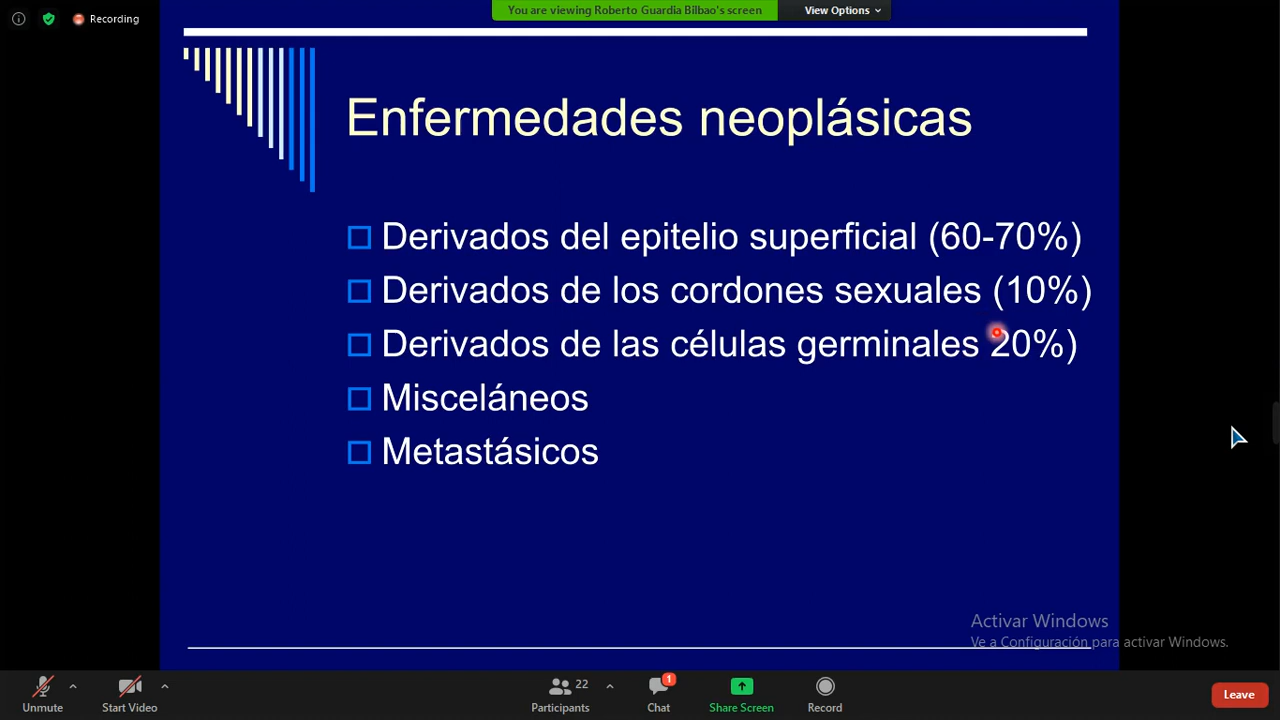 Recording
You are viewing Roberto Guardia Bilbao's screen
View Options
Enfermedades neoplásicas
Derivados del epitelio superficial (60-70%)
Derivados de los cordones sexuales (10%)
Derivados de las células germinales 20%)
Misceláneos
Metastásicos
Activar Windows
Ve a Configuración para activar Windows.
Unmute
Start Video
22
Participants
1
Chat
Share Screen
Record
Leave